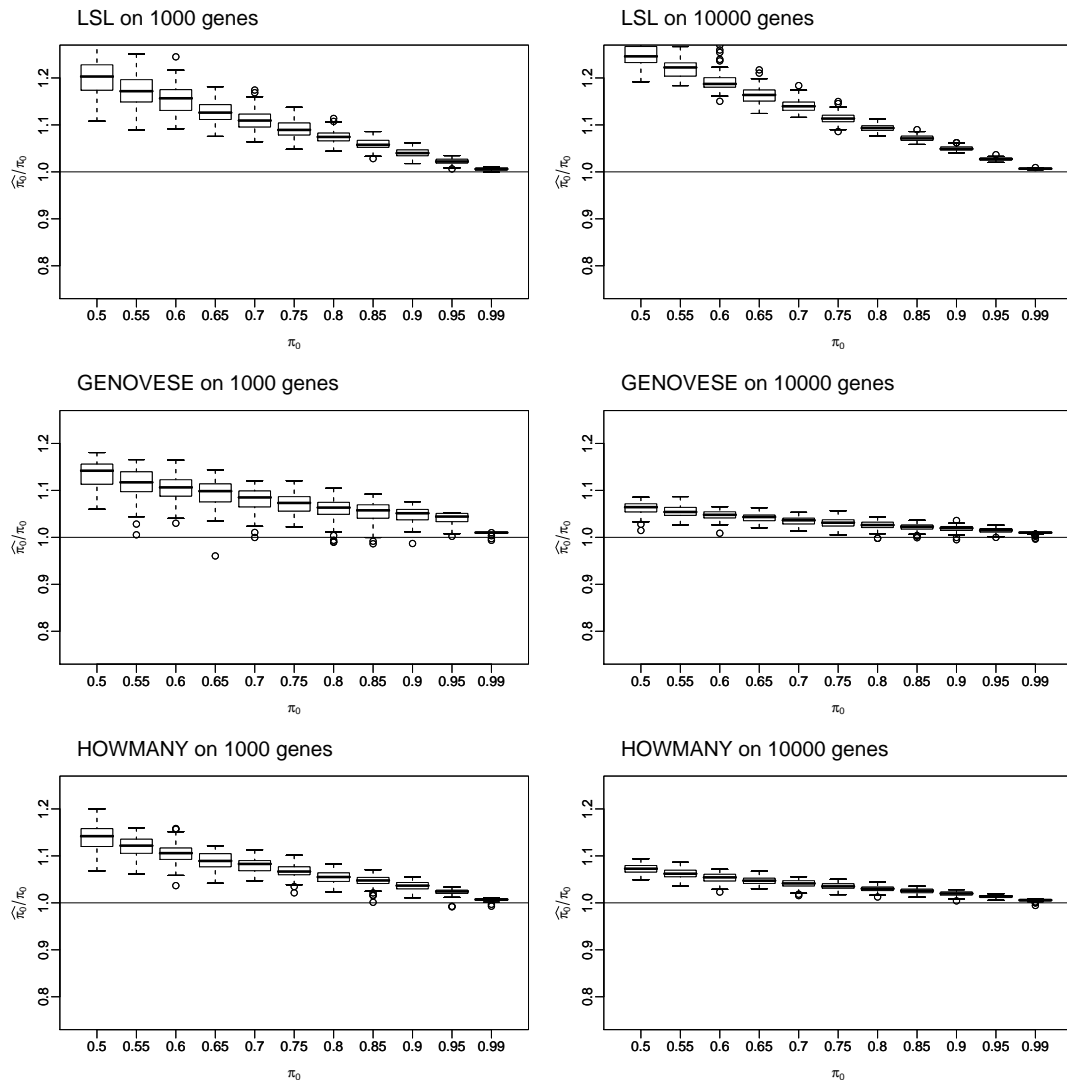 LSL on 1000 genes
π̂₀/π₀
0.8 0.9 1.0 1.1 1.2
0.5 0.55 0.6 0.65 0.7 0.75 0.8 0.85 0.9 0.95 0.99
π₀
LSL on 10000 genes
π̂₀/π₀
0.8 0.9 1.0 1.1 1.2
0.5 0.55 0.6 0.65 0.7 0.75 0.8 0.85 0.9 0.95 0.99
π₀
GENOVESE on 1000 genes
π̂₀/π₀
0.8 0.9 1.0 1.1 1.2
0.5 0.55 0.6 0.65 0.7 0.75 0.8 0.85 0.9 0.95 0.99
π₀
GENOVESE on 10000 genes
π̂₀/π₀
0.8 0.9 1.0 1.1 1.2
0.5 0.55 0.6 0.65 0.7 0.75 0.8 0.85 0.9 0.95 0.99
π₀
HOWMANY on 1000 genes
π̂₀/π₀
0.8 0.9 1.0 1.1 1.2
0.5 0.55 0.6 0.65 0.7 0.75 0.8 0.85 0.9 0.95 0.99
π₀
HOWMANY on 10000 genes
π̂₀/π₀
0.8 0.9 1.0 1.1 1.2
0.5 0.55 0.6 0.65 0.7 0.75 0.8 0.85 0.9 0.95 0.99
π₀